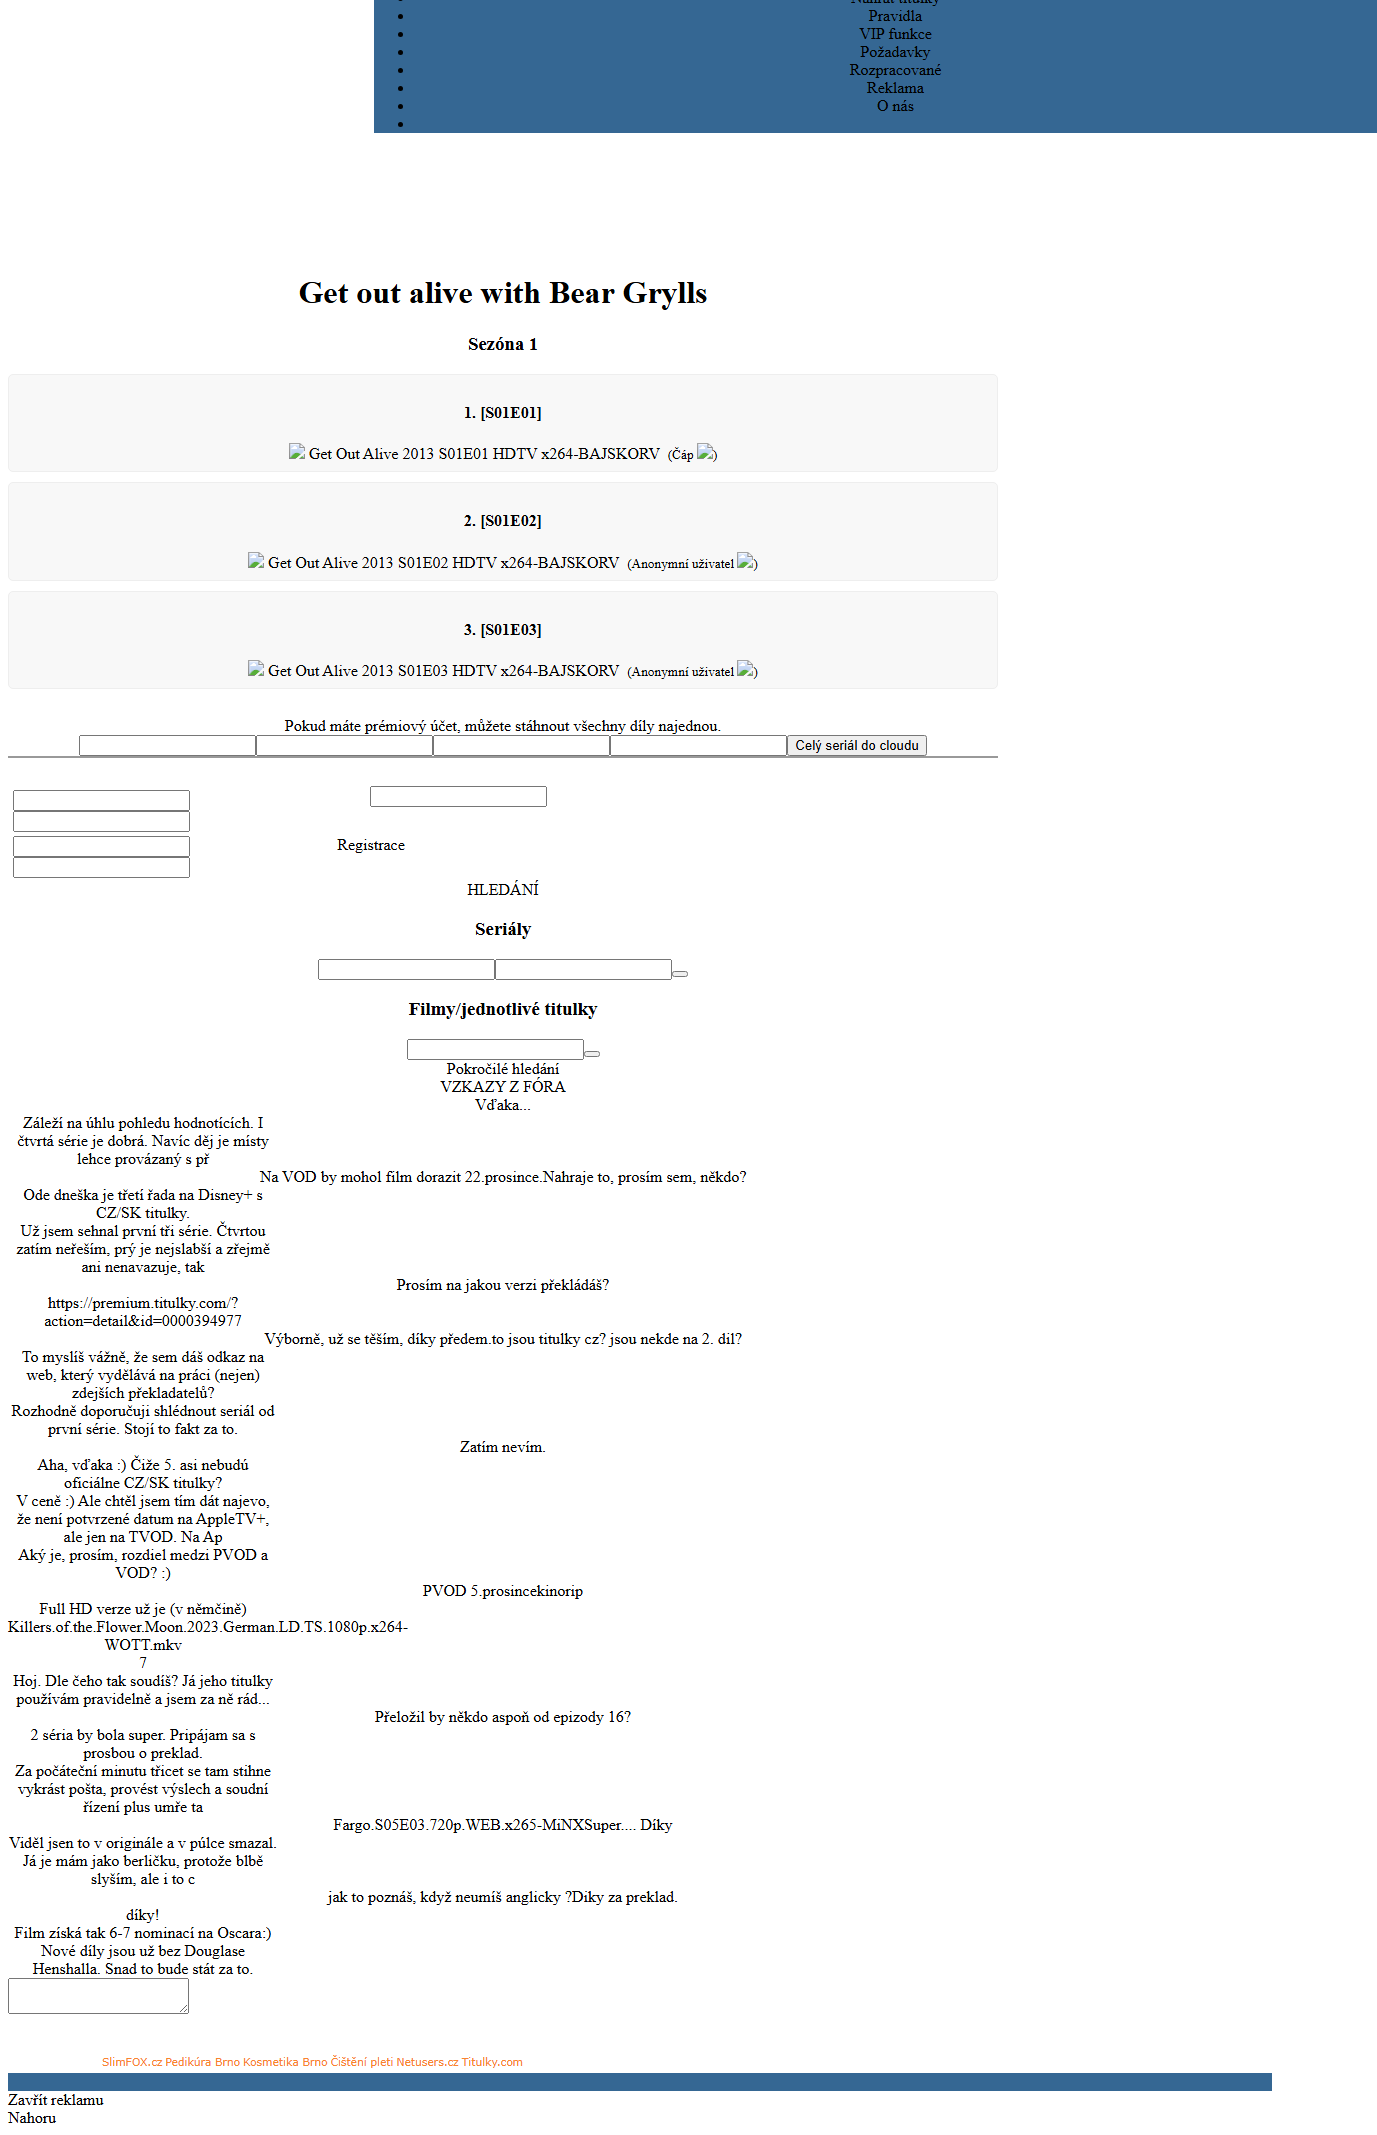 Nahrát titulky
Pravidla
VIP funkce
Požadavky
Rozpracované
Reklama
O nás
Get out alive with Bear Grylls
Sezóna 1
1. [S01E01]
Get Out Alive 2013 S01E01 HDTV x264-BAJSKORV (Čáp )
2. [S01E02]
Get Out Alive 2013 S01E02 HDTV x264-BAJSKORV (Anonymní uživatel )
3. [S01E03]
Get Out Alive 2013 S01E03 HDTV x264-BAJSKORV (Anonymní uživatel )
Pokud máte prémiový účet, můžete stáhnout všechny díly najednou.
Celý seriál do cloudu
Registrace
HLEDÁNÍ
Seriály
Filmy/jednotlivé titulky
Pokročilé hledání
VZKAZY Z FÓRA
Vďaka...
Záleží na úhlu pohledu hodnotících. I
čtvrtá série je dobrá. Navíc děj je místy
lehce provázaný s př
Na VOD by mohol film dorazit 22.prosince.Nahraje to, prosím sem, někdo?
Ode dneška je třetí řada na Disney+ s
CZ/SK titulky.
Už jsem sehnal první tři série. Čtvrtou
zatím neřeším, prý je nejslabší a zřejmě
ani nenavazuje, tak
Prosím na jakou verzi překládáš?
https://premium.titulky.com/?
action=detail&id=0000394977
Výborně, už se těším, díky předem.to jsou titulky cz? jsou nekde na 2. dil?
To myslíš vážně, že sem dáš odkaz na
web, který vydělává na práci (nejen)
zdejších překladatelů?
Rozhodně doporučuji shlédnout seriál od
první série. Stojí to fakt za to.
Zatím nevím.
Aha, vďaka :) Čiže 5. asi nebudú
oficiálne CZ/SK titulky?
V ceně :) Ale chtěl jsem tím dát najevo,
že není potvrzené datum na AppleTV+,
ale jen na TVOD. Na Ap
Aký je, prosím, rozdiel medzi PVOD a
VOD? :)
PVOD 5.prosincekinorip
Full HD verze už je (v němčině)
Killers.of.the.Flower.Moon.2023.German.LD.TS.1080p.x264-
WOTT.mkv
7
Hoj. Dle čeho tak soudíš? Já jeho titulky
používám pravidelně a jsem za ně rád...
Přeložil by někdo aspoň od epizody 16?
2 séria by bola super. Pripájam sa s
prosbou o preklad.
Za počáteční minutu třicet se tam stihne
vykrást pošta, provést výslech a soudní
řízení plus umře ta
Fargo.S05E03.720p.WEB.x265-MiNXSuper.... Díky
Viděl jsen to v originále a v púlce smazal.
Já je mám jako berličku, protože blbě
slyším, ale i to c
jak to poznáš, když neumíš anglicky ?Diky za preklad.
díky!
Film získá tak 6-7 nominací na Oscara:)
Nové díly jsou už bez Douglase
Henshalla. Snad to bude stát za to.
SlimFOX.cz Pedikúra Brno Kosmetika Brno Čištění pleti Netusers.cz Titulky.com
Zavřít reklamu
Nahoru